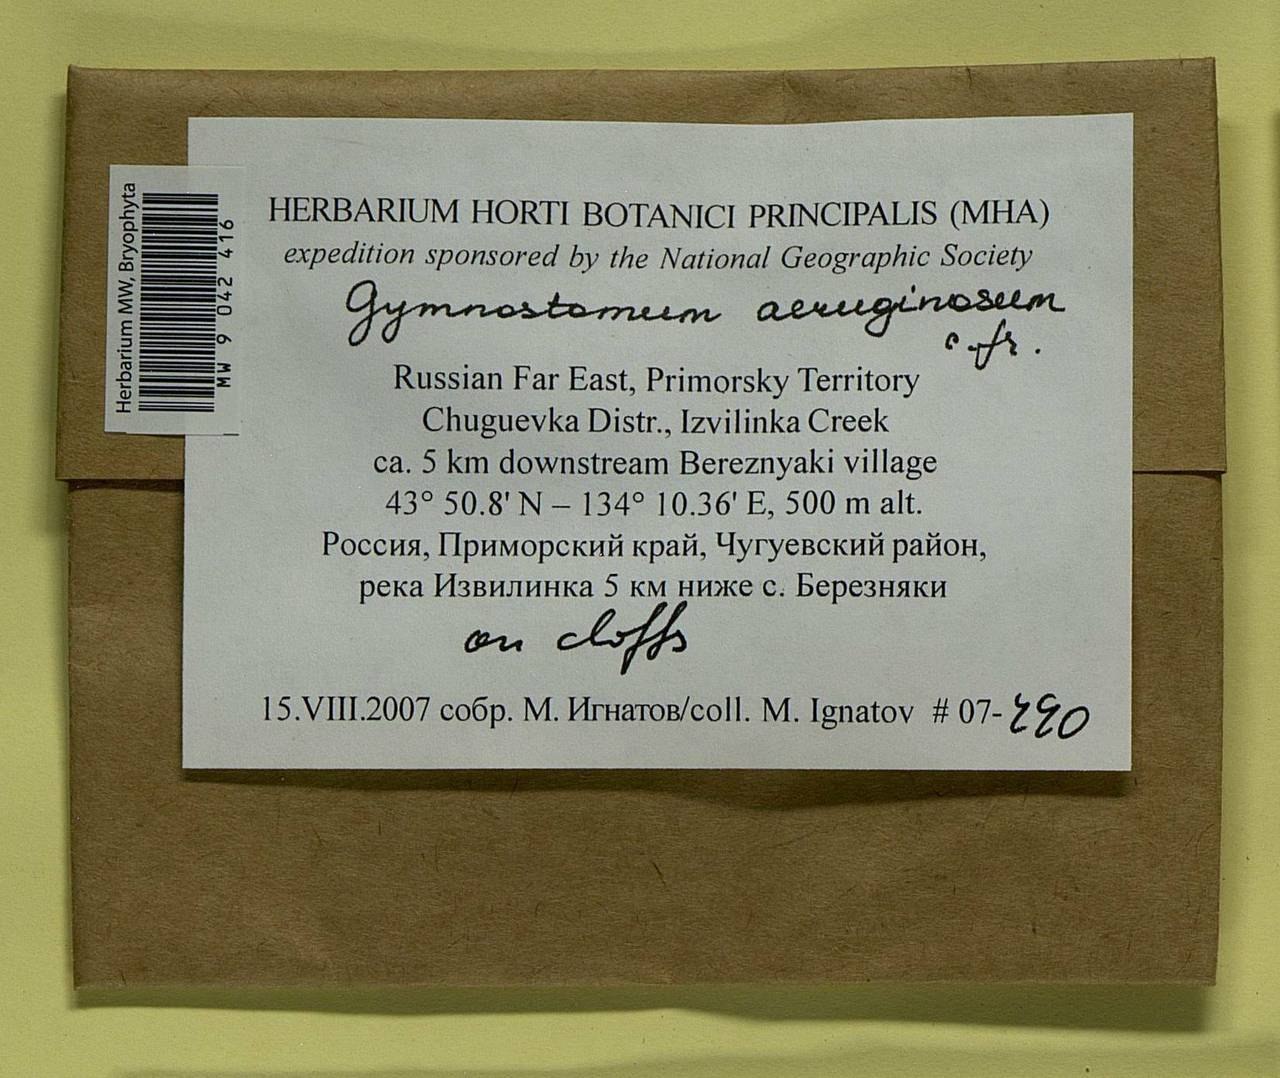 Herbarium MW, Bryophyta
MW 9 042 416
HERBARIUM HORTI BOTANICI PRINCIPALIS (MHA)
expedition sponsored by the National Geographic Society
Gymnostomum aeruginosum
c. fr.
Russian Far East, Primorsky Territory
Chuguevka Distr., Izvilinka Creek
ca. 5 km downstream Bereznyaki village
43° 50.8' N – 134° 10.36' E, 500 m alt.
Россия, Приморский край, Чугуевский район,
река Извилинка 5 км ниже с. Березняки
on cloffs
15.VIII.2007 собр. М. Игнатов/coll. M. Ignatov # 07-290